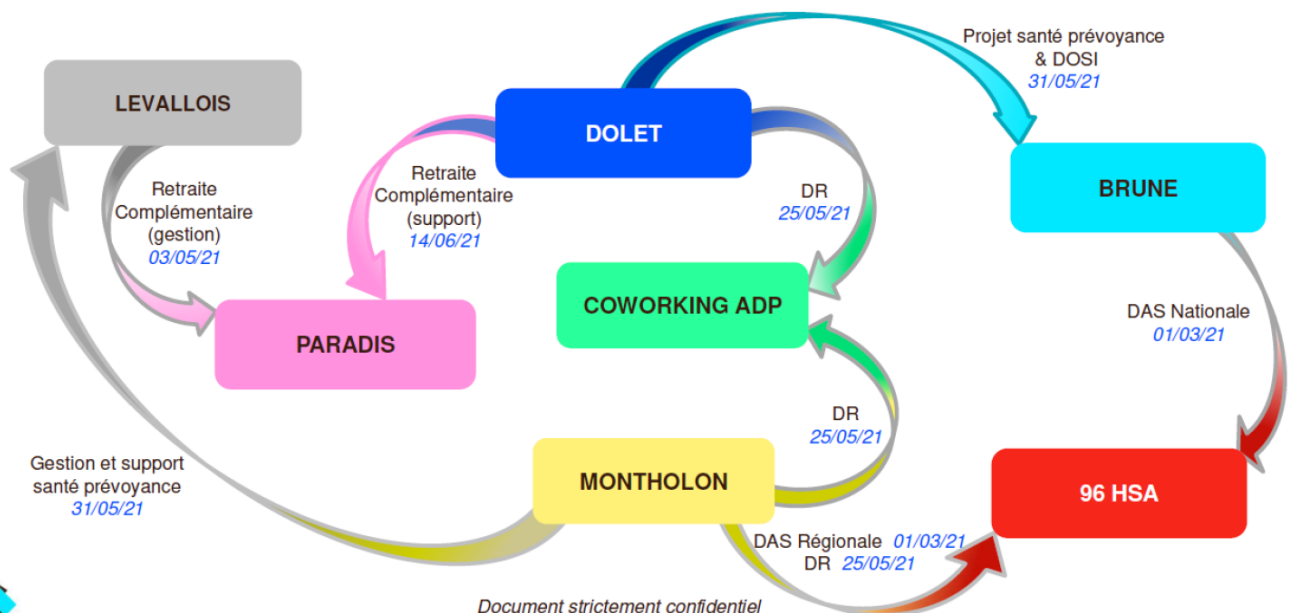 Projet santé prévoyance
& DOSI
31/05/21
LEVALLOIS
DOLET
BRUNE
Retraite
Complémentaire
(gestion)
03/05/21
Retraite
Complémentaire
(support)
14/06/21
DR
25/05/21
COWORKING ADP
PARADIS
DAS Nationale
01/03/21
DR
25/05/21
Gestion et support
santé prévoyance
31/05/21
MONTHOLON
96 HSA
DAS Régionale 01/03/21
DR 25/05/21
Document strictement confidentiel